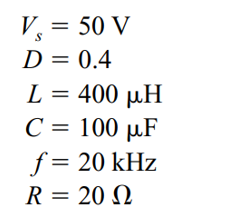 V_s = 50 V
D = 0.4
L = 400 μH
C = 100 μF
f = 20 kHz
R = 20 Ω